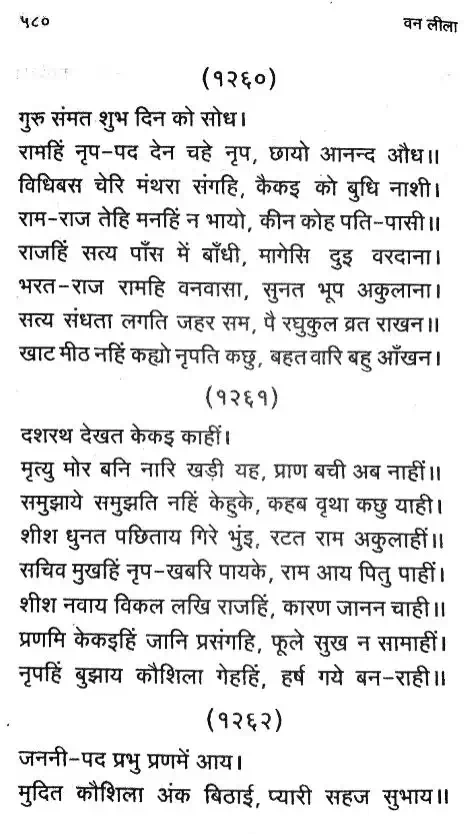 ५८०
वन लीला
(१२६०)
गुरु संमत शुभ दिन को सोध।
रामहिं नृप-पद देन चहे नृप, छायो आनन्द औध॥
विधिबस चेरि मंथरा संगहि, कैकइ को बुधि नाशी।
राम-राज तेहि मनहिं न भायो, कीन कोह पति-पासी॥
राजहिं सत्य पाँस में बाँधी, मागेसि दुइ वरदाना।
भरत-राज रामहि वनवासा, सुनत भूप अकुलाना।
सत्य संधता लगति जहर सम, पै रघुकुल व्रत राखन॥
खाट मीठ नहिं कह्यो नृपति कछु, बहत वारि बहु आँखन।
(१२६१)
दशरथ देखत केकइ काहीं।
मृत्यु मोर बनि नारि खड़ी यह, प्राण बची अब नाहीं॥
समुझाये समुझति नहिं केहुके, कहब वृथा कछु याही।
शीश धुनत पछिताय गिरे भुंइ, रटत राम अकुलाहीं॥
सचिव मुखहिं नृप-खबरि पायके, राम आय पितु पाहीं।
शीश नवाय विकल लखि राजहिं, कारण जानन चाही॥
प्रणमि केकइहिं जानि प्रसंगहि, फूले सुख न सामाहीं।
नृपहिं बुझाय कौशिला गेहहिं, हर्ष गये बन-राही॥
(१२६२)
जननी-पद प्रभु प्रणमें आय।
मुदित कौशिला अंक बिठाई, प्यारी सहज सुभाय॥